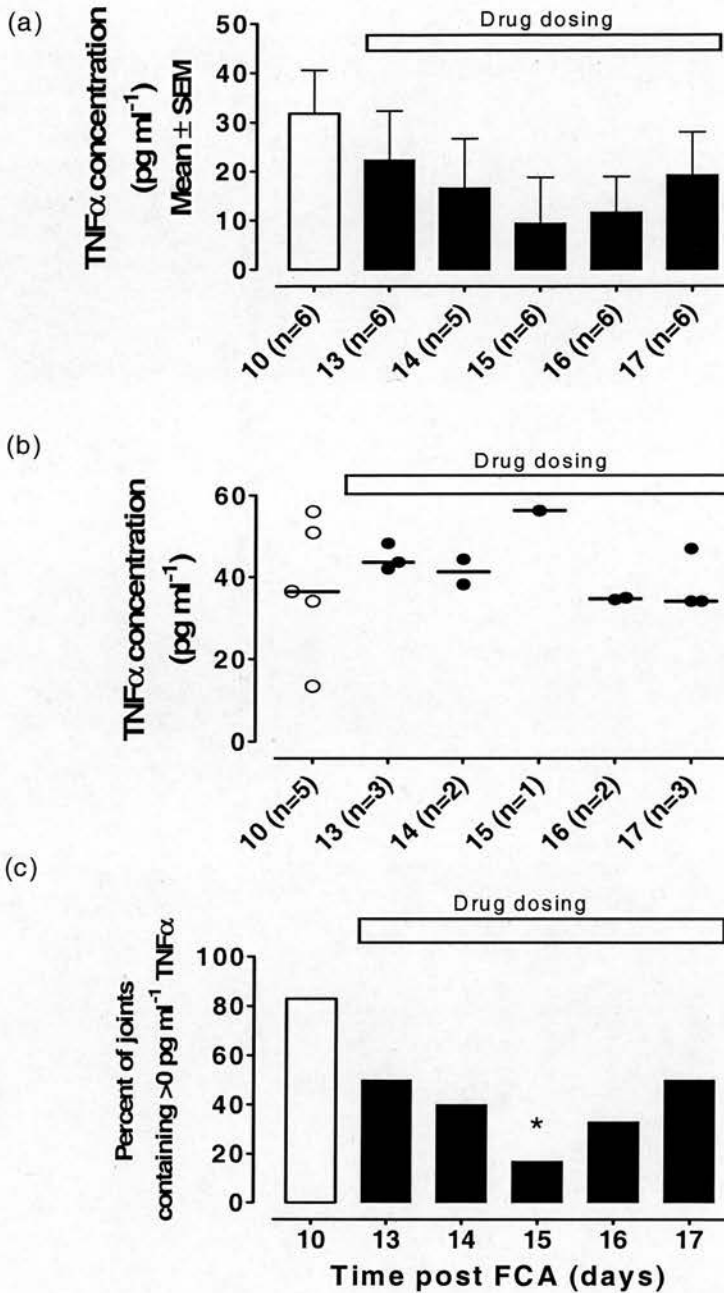 (a)
Drug dosing
TNFα concentration
(pg ml⁻¹)
Mean ± SEM
50
40
30
20
10
0
10 (n=6)
13 (n=6)
14 (n=5)
15 (n=6)
16 (n=6)
17 (n=6)
(b)
Drug dosing
TNFα concentration
(pg ml⁻¹)
60
40
20
0
10 (n=5)
13 (n=3)
14 (n=2)
15 (n=1)
16 (n=2)
17 (n=3)
(c)
Drug dosing
Percent of joints
containing >0 pg ml⁻¹ TNFα
100
80
60
40
20
0
*
10 13 14 15 16 17
Time post FCA (days)